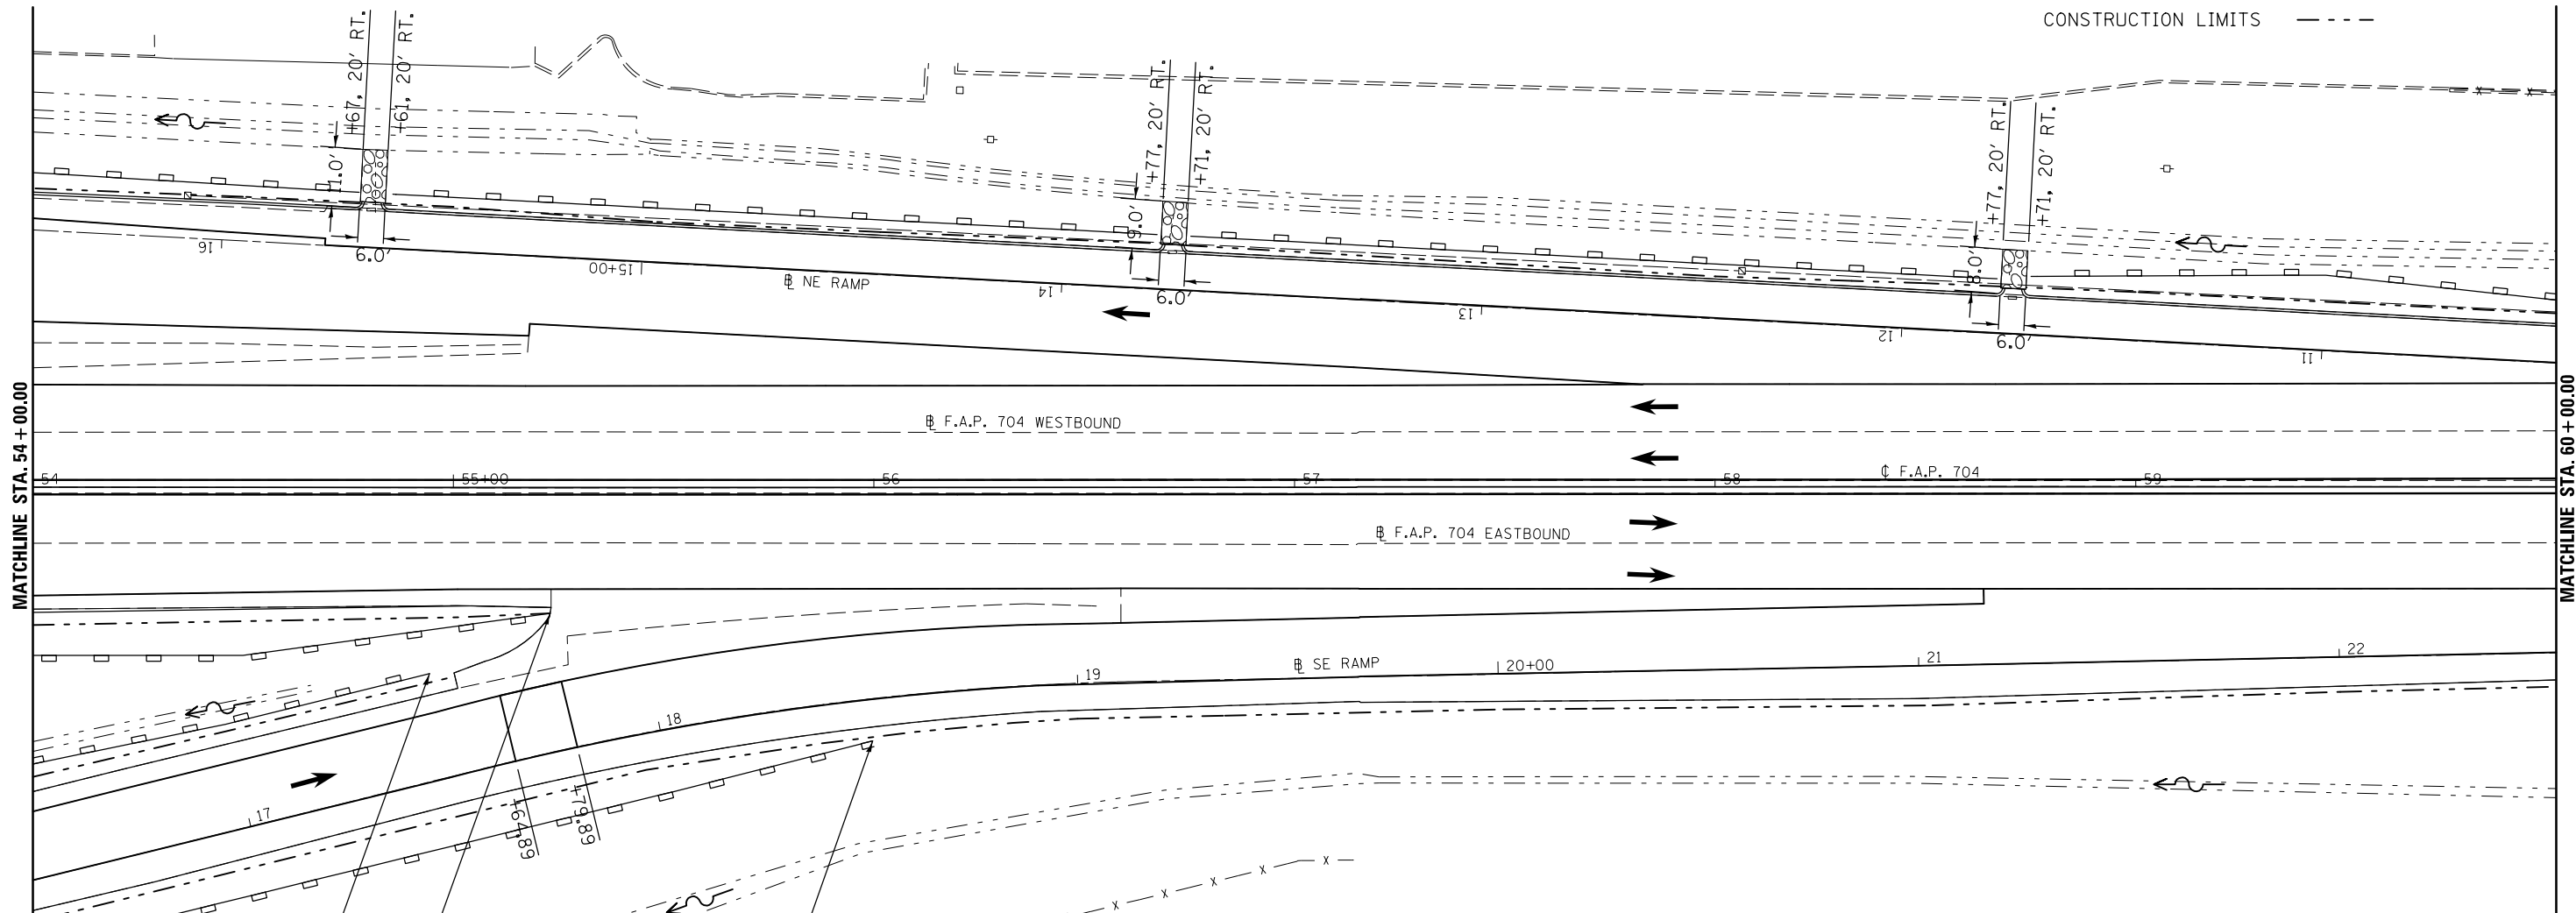 CONSTRUCTION LIMITS
+67, 20' RT.
+61, 20' RT.
+77, 20' RT.
+71, 20' RT.
+77, 20' RT.
+71, 20' RT.
11.0'
9.0'
8.0'
6.0'
6.0'
6.0'
16
15+00
14
13
12
11
℄ NE RAMP
MATCHLINE STA. 54 + 00.00
MATCHLINE STA. 60 + 00.00
B F.A.P. 704 WESTBOUND
54
55+00
56
57
58
59
℄ F.A.P. 704
B F.A.P. 704 EASTBOUND
B SE RAMP
17
18
19
20+00
21
22
+64.89
+79.89
X X
X X X X X X